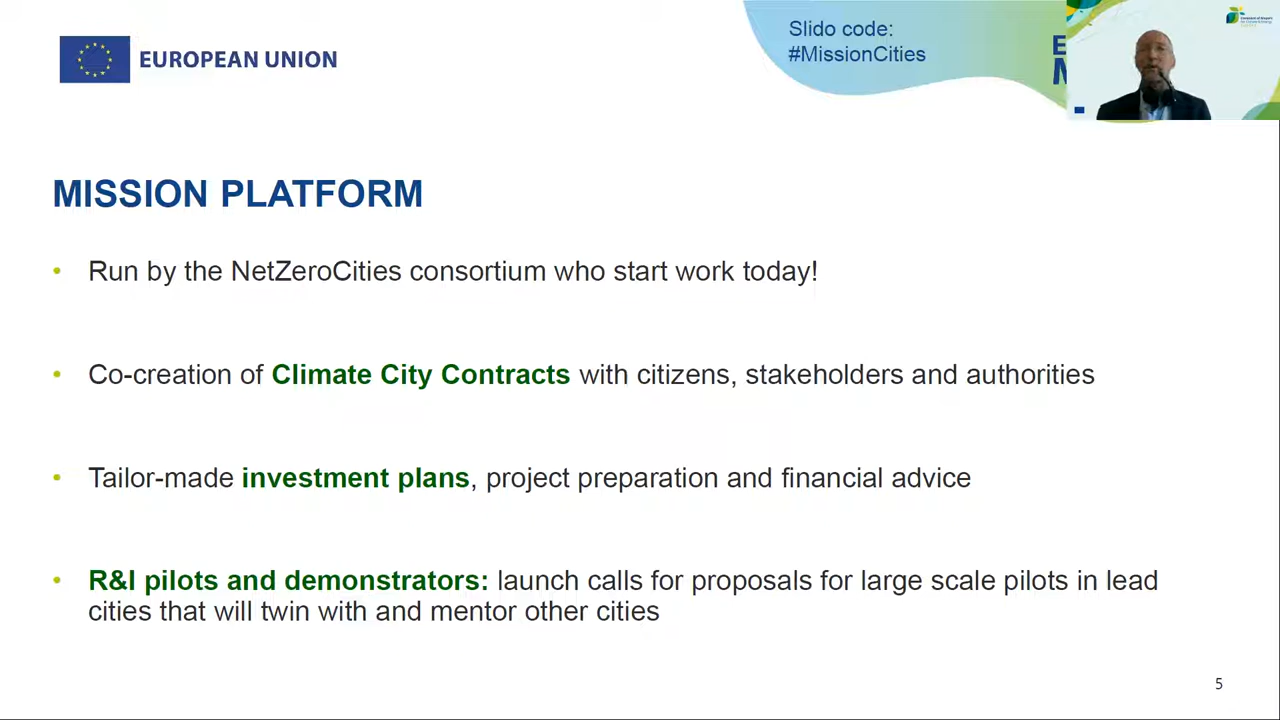 EUROPEAN UNION
Slido code:
#MissionCities
MISSION PLATFORM
• Run by the NetZeroCities consortium who start work today!
• Co-creation of Climate City Contracts with citizens, stakeholders and authorities
• Tailor-made investment plans, project preparation and financial advice
• R&I pilots and demonstrators: launch calls for proposals for large scale pilots in lead
cities that will twin with and mentor other cities
5